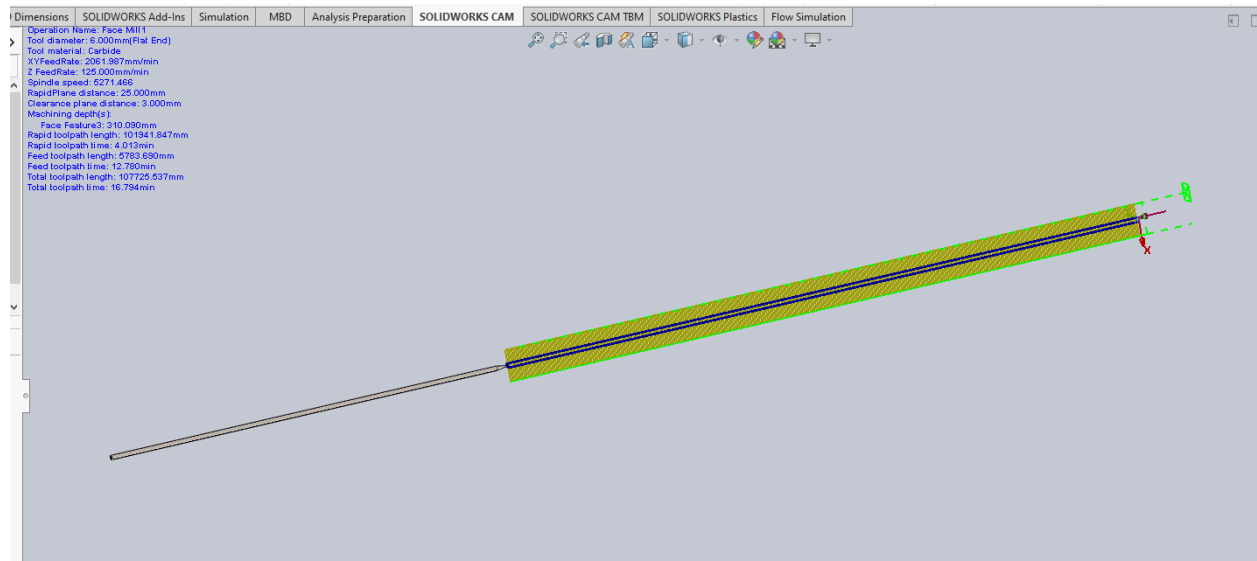 Dimensions SOLIDWORKS Add-Ins Simulation MBD Analysis Preparation SOLIDWORKS CAM SOLIDWORKS CAM TBM SOLIDWORKS Plastics Flow Simulation
Operation Name: Face Mill1
Tool diameter: 6.000mm(Flat End)
Tool material: Carbide
XYFeedRate: 2061.987mm/min
Z FeedRate: 125.000mm/min
Spindle speed: 5271.466
RapidPlane distance: 25.000mm
Clearance plane distance: 3.000mm
Machining depth(s):
Face Feature3: 310.090mm
Rapid toolpath length: 101941.847mm
Rapid toolpath time: 4.013min
Feed toolpath length: 5783.690mm
Feed toolpath time: 12.780min
Total toolpath length: 107725.537mm
Total toolpath time: 16.794min
X